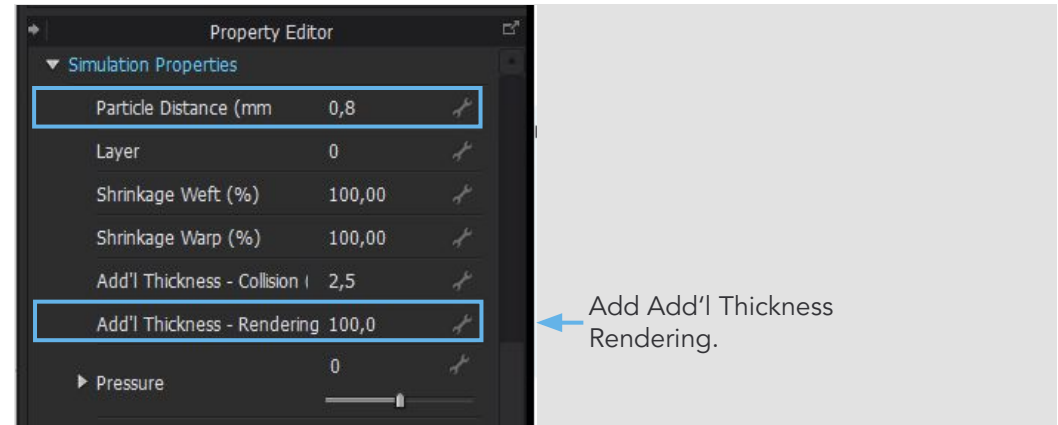 Property Editor
Simulation Properties
Particle Distance (mm 0,8
Layer 0
Shrinkage Weft (%) 100,00
Shrinkage Warp (%) 100,00
Add'l Thickness - Collision ( 2,5
Add'l Thickness - Rendering 100,0
Add Add‘l Thickness
Rendering.
Pressure 0